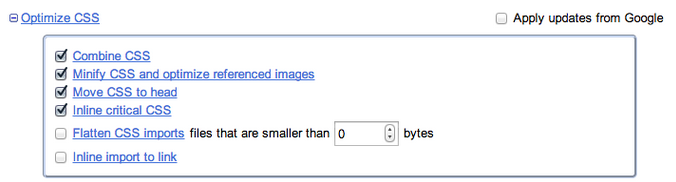 Optimize CSS Apply updates from Google
Combine CSS
Minify CSS and optimize referenced images
Move CSS to head
Inline critical CSS
Flatten CSS imports files that are smaller than 0 bytes
Inline import to link